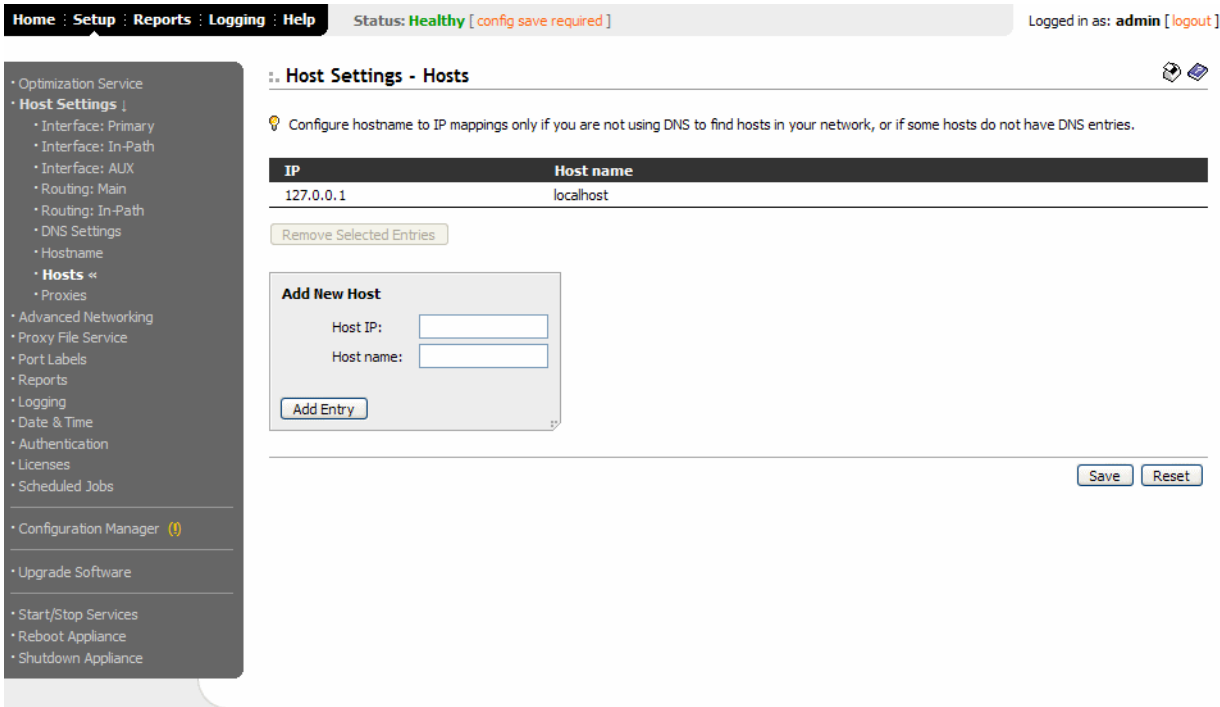 Home Setup Reports Logging Help Status: Healthy [ config save required ] Logged in as: admin [ logout ]
· Optimization Service
· Host Settings ↓
· Interface: Primary
· Interface: In-Path
· Interface: AUX
· Routing: Main
· Routing: In-Path
· DNS Settings
· Hostname
· Hosts «
· Proxies
· Advanced Networking
· Proxy File Service
· Port Labels
· Reports
· Logging
· Date & Time
· Authentication
· Licenses
· Scheduled Jobs
· Configuration Manager (!)
· Upgrade Software
· Start/Stop Services
· Reboot Appliance
· Shutdown Appliance
Host Settings - Hosts
Configure hostname to IP mappings only if you are not using DNS to find hosts in your network, or if some hosts do not have DNS entries.
IP Host name
127.0.0.1 localhost
Remove Selected Entries
Add New Host
Host IP:
Host name:
Add Entry
Save Reset